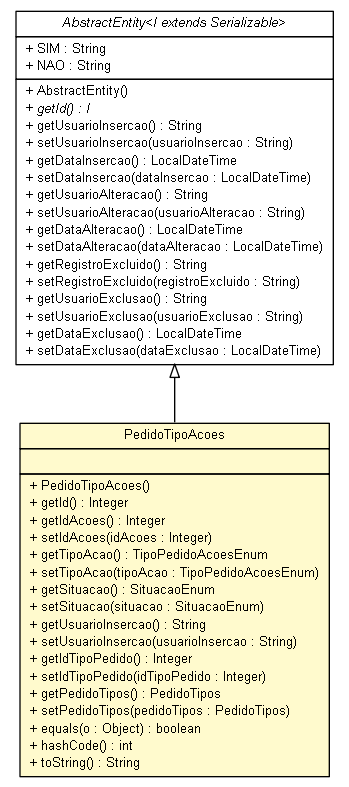 AbstractEntity<I extends Serializable>
+ SIM : String
+ NAO : String
+ AbstractEntity()
+ getId() : I
+ getUsuarioInsercao() : String
+ setUsuarioInsercao(usuarioInsercao : String)
+ getDataInsercao() : LocalDateTime
+ setDataInsercao(dataInsercao : LocalDateTime)
+ getUsuarioAlteracao() : String
+ setUsuarioAlteracao(usuarioAlteracao : String)
+ getDataAlteracao() : LocalDateTime
+ setDataAlteracao(dataAlteracao : LocalDateTime)
+ getRegistroExcluido() : String
+ setRegistroExcluido(registroExcluido : String)
+ getUsuarioExclusao() : String
+ setUsuarioExclusao(usuarioExclusao : String)
+ getDataExclusao() : LocalDateTime
+ setDataExclusao(dataExclusao : LocalDateTime)
PedidoTipoAcoes
+ PedidoTipoAcoes()
+ getId() : Integer
+ getIdAcoes() : Integer
+ setIdAcoes(idAcoes : Integer)
+ getTipoAcao() : TipoPedidoAcoesEnum
+ setTipoAcao(tipoAcao : TipoPedidoAcoesEnum)
+ getSituacao() : SituacaoEnum
+ setSituacao(situacao : SituacaoEnum)
+ getUsuarioInsercao() : String
+ setUsuarioInsercao(usuarioInsercao : String)
+ getIdTipoPedido() : Integer
+ setIdTipoPedido(idTipoPedido : Integer)
+ getPedidoTipos() : PedidoTipos
+ setPedidoTipos(pedidoTipos : PedidoTipos)
+ equals(o : Object) : boolean
+ hashCode() : int
+ toString() : String